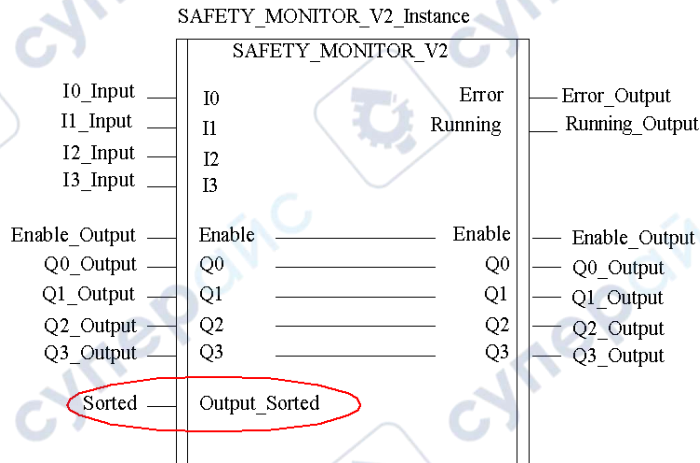 SAFETY_MONITOR_V2_Instance
SAFETY_MONITOR_V2
I0_Input I0 Error Error_Output
I1_Input I1 Running Running_Output
I2_Input I2
I3_Input I3
Enable_Output Enable Enable Enable_Output
Q0_Output Q0 Q0 Q0_Output
Q1_Output Q1 Q1 Q1_Output
Q2_Output Q2 Q2 Q2_Output
Q3_Output Q3 Q3 Q3_Output
Sorted Output_Sorted